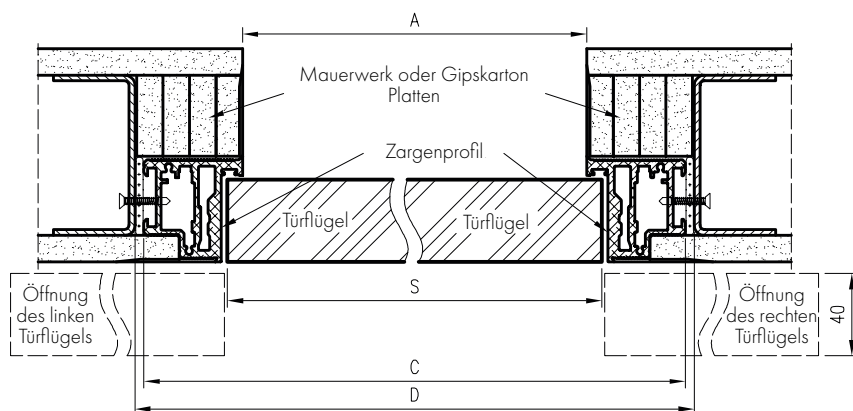 A
Mauerwerk oder Gipskarton
Platten
Zargenprofil
Türflügel
Türflügel
S
Öffnung
des linken
Türflügels
Öffnung
des rechten
Türflügels
40
C
D